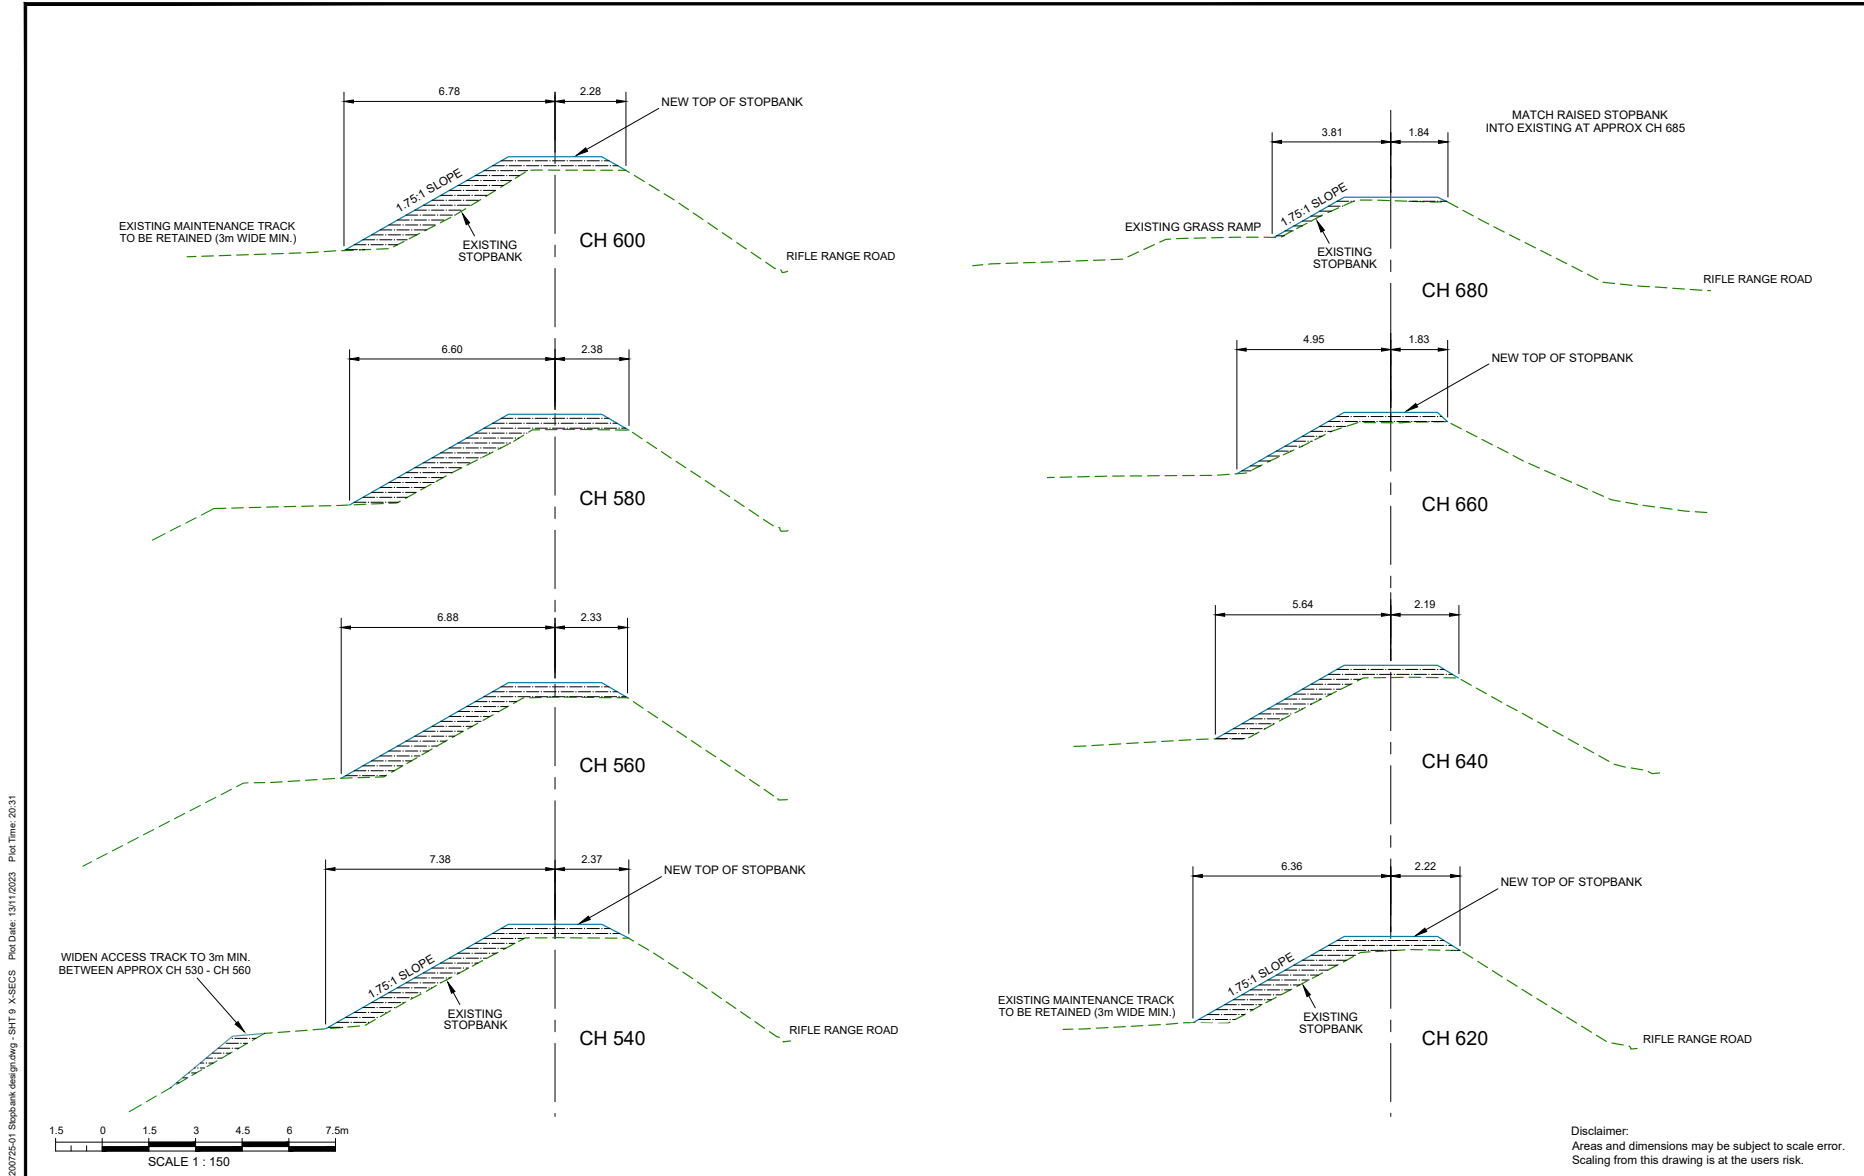 6.78
2.28
NEW TOP OF STOPBANK
1.75:1 SLOPE
EXISTING MAINTENANCE TRACK
TO BE RETAINED (3m WIDE MIN.)
EXISTING
STOPBANK
CH 600
RIFLE RANGE ROAD
6.60
2.38
CH 580
6.88
2.33
CH 560
7.38
2.37
NEW TOP OF STOPBANK
WIDEN ACCESS TRACK TO 3m MIN.
BETWEEN APPROX CH 530 - CH 560
1.75:1 SLOPE
EXISTING
STOPBANK
CH 540
RIFLE RANGE ROAD
MATCH RAISED STOPBANK
INTO EXISTING AT APPROX CH 685
3.81
1.84
1.75:1 SLOPE
EXISTING GRASS RAMP
EXISTING
STOPBANK
CH 680
RIFLE RANGE ROAD
4.95
1.83
NEW TOP OF STOPBANK
CH 660
5.64
2.19
CH 640
6.36
2.22
NEW TOP OF STOPBANK
1.75:1 SLOPE
EXISTING MAINTENANCE TRACK
TO BE RETAINED (3m WIDE MIN.)
EXISTING
STOPBANK
CH 620
RIFLE RANGE ROAD
1.5 0 1.5 3 4.5 6 7.5m
SCALE 1 : 150
Disclaimer:
Areas and dimensions may be subject to scale error.
Scaling from this drawing is at the users risk.
200725-01 Stopbank design.dwg - SHT 9 X-SECS Plot Date: 13/11/2023 Plot Time: 20:31